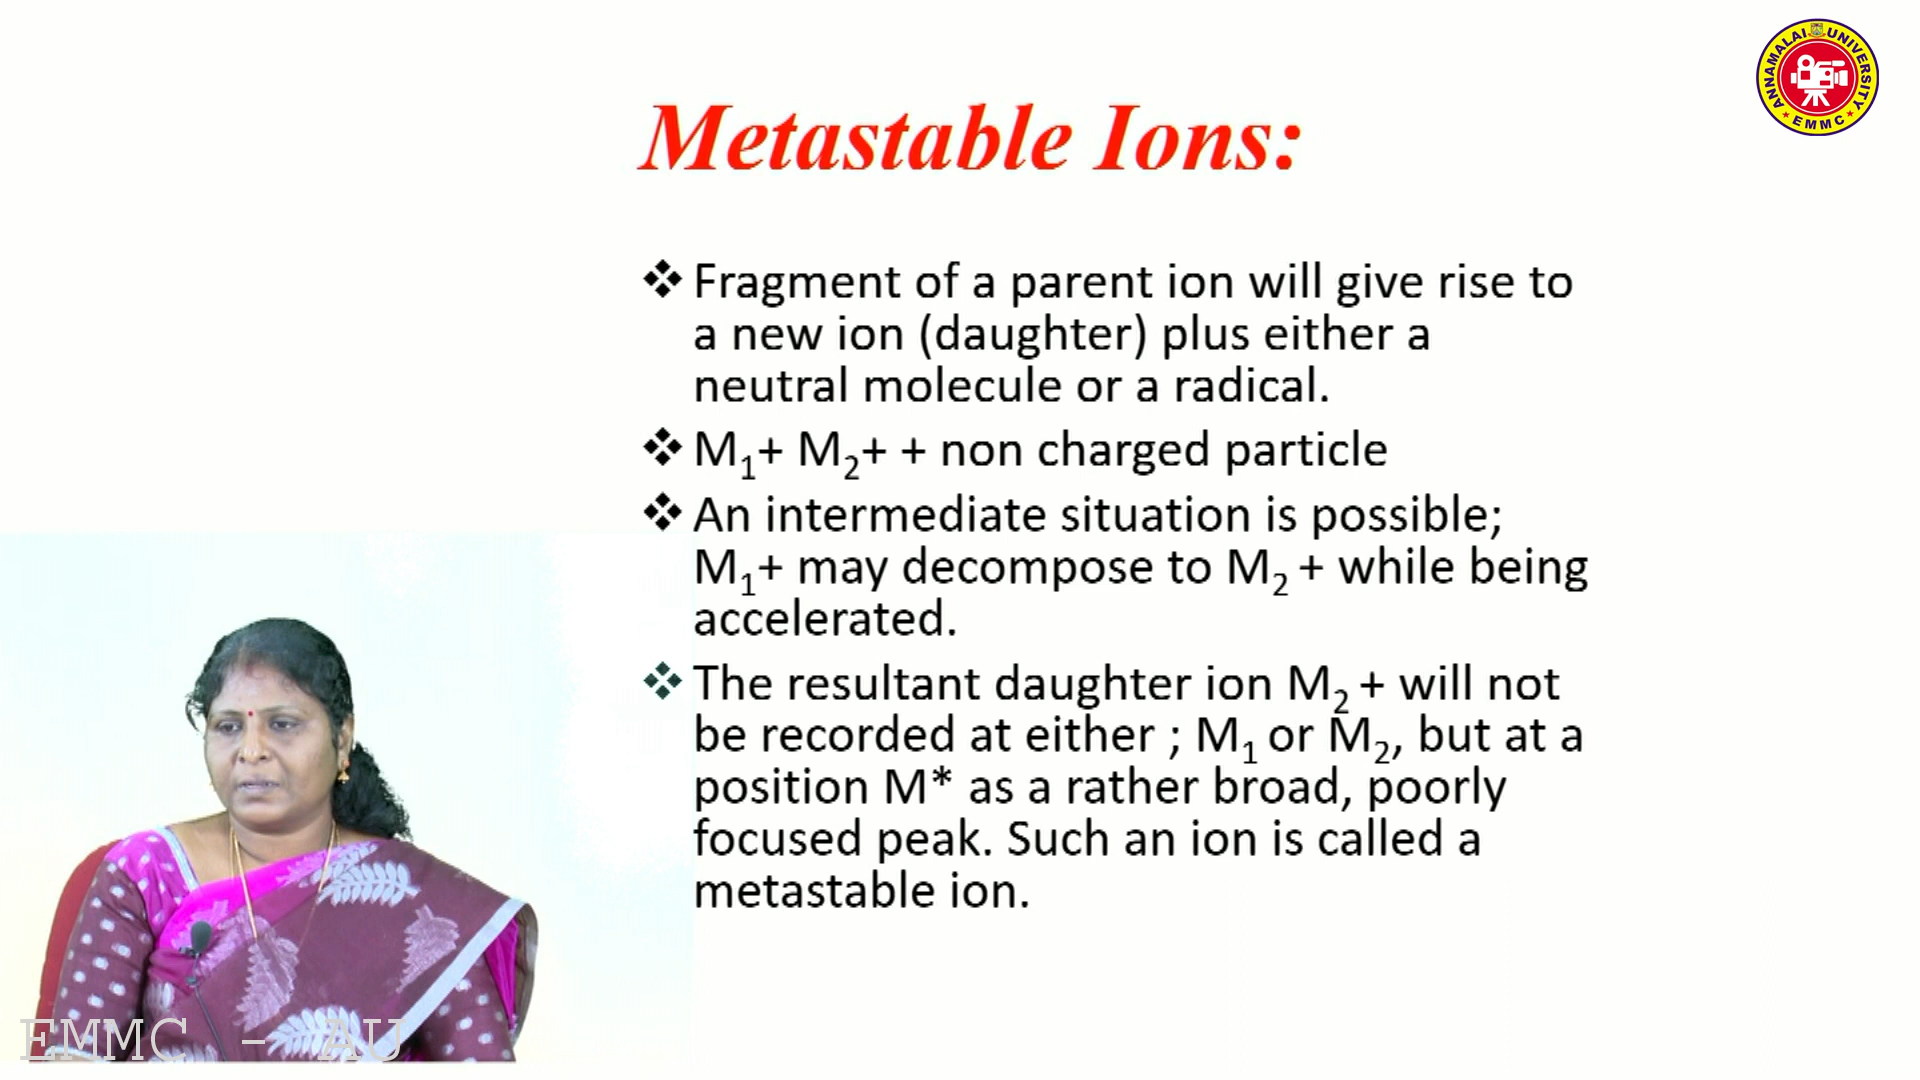 ANNAMALAI UNIVERSITY
★ EMMC ★
Metastable Ions:
❖ Fragment of a parent ion will give rise to
a new ion (daughter) plus either a
neutral molecule or a radical.
❖ M₁+ M₂+ + non charged particle
❖ An intermediate situation is possible;
M₁+ may decompose to M₂ + while being
accelerated.
❖ The resultant daughter ion M₂ + will not
be recorded at either ; M₁ or M₂, but at a
position M* as a rather broad, poorly
focused peak. Such an ion is called a
metastable ion.
EMMC - AU